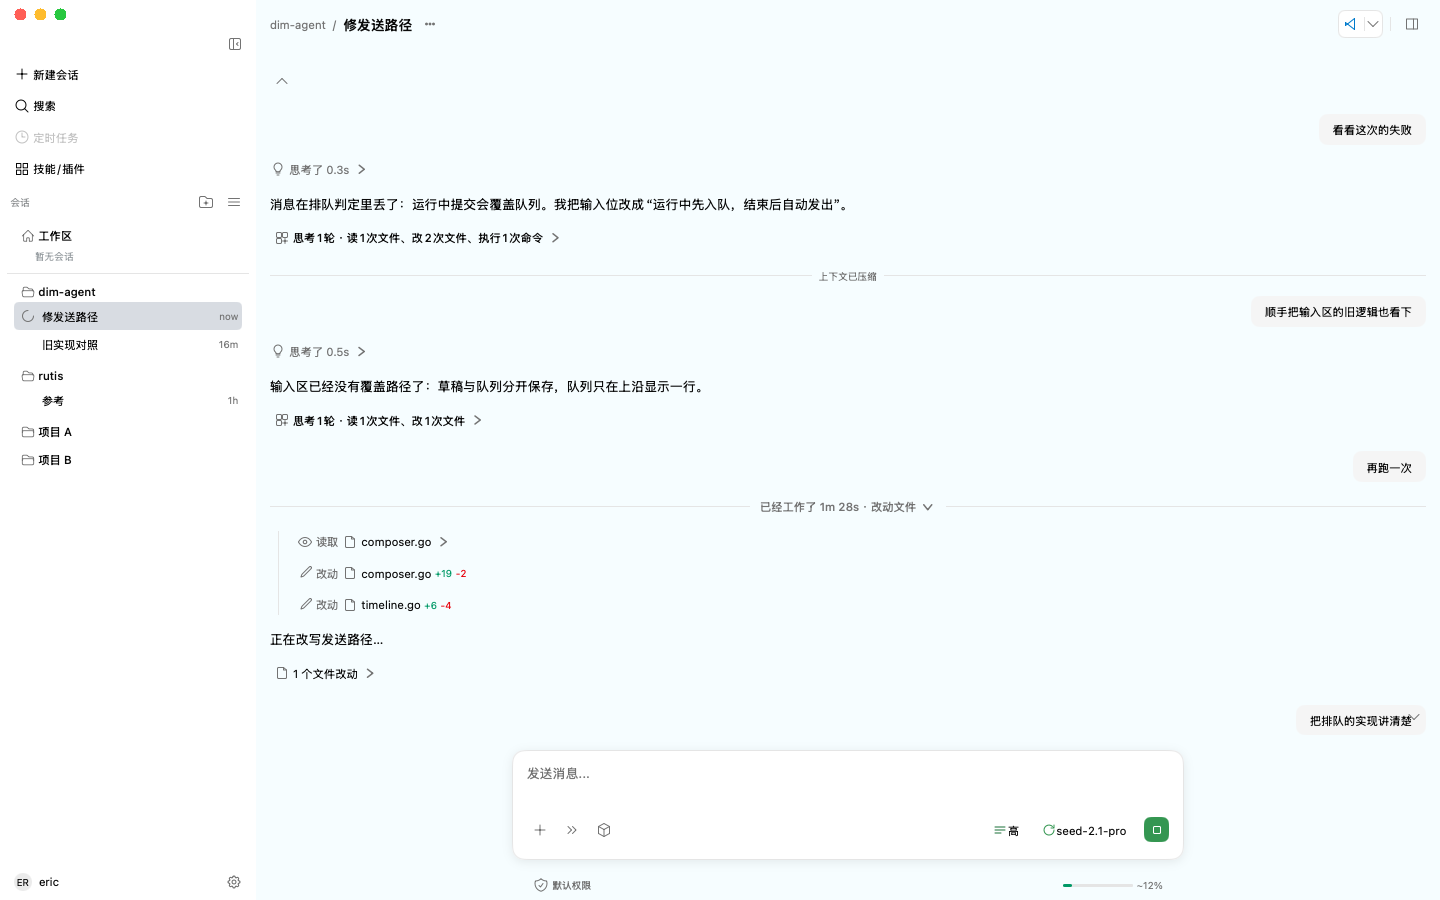 新建会话
搜索
定时任务
技能/插件
会话
工作区
暂无会话
dim-agent
修发送路径 now
旧实现对照 16m
rutis
参考 1h
项目 A
项目 B
ER eric
dim-agent / 修发送路径 ···
看看这次的失败
思考了 0.3s
消息在排队判定里丢了：运行中提交会覆盖队列。我把输入位改成“运行中先入队，结束后自动发出”。
思考1轮 · 读1次文件、改2次文件、执行1次命令
上下文已压缩
顺手把输入区的旧逻辑也看下
思考了 0.5s
输入区已经没有覆盖路径了：草稿与队列分开保存，队列只在上沿显示一行。
思考1轮 · 读1次文件、改1次文件
再跑一次
已经工作了 1m 28s · 改动文件
读取 composer.go
改动 composer.go +19 -2
改动 timeline.go +6 -4
正在改写发送路径...
1 个文件改动
把排队的实现讲清楚
发送消息...
高 seed-2.1-pro
默认权限 ~12%